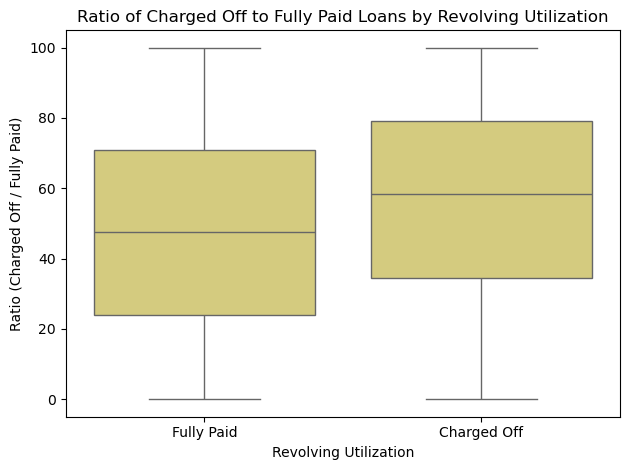 Ratio of Charged Off to Fully Paid Loans by Revolving Utilization
Ratio (Charged Off / Fully Paid)
100
80
60
40
20
0
Fully Paid
Charged Off
Revolving Utilization